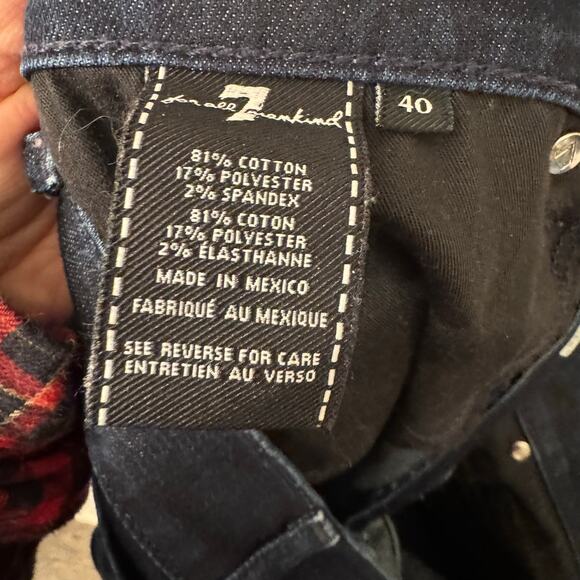 7
for all mankind
40
81% COTTON
17% POLYESTER
2% SPANDEX
81% COTON
17% POLYESTER
2% ÉLASTHANNE
MADE IN MEXICO
FABRIQUÉ AU MEXIQUE
SEE REVERSE FOR CARE
ENTRETIEN AU VERSO